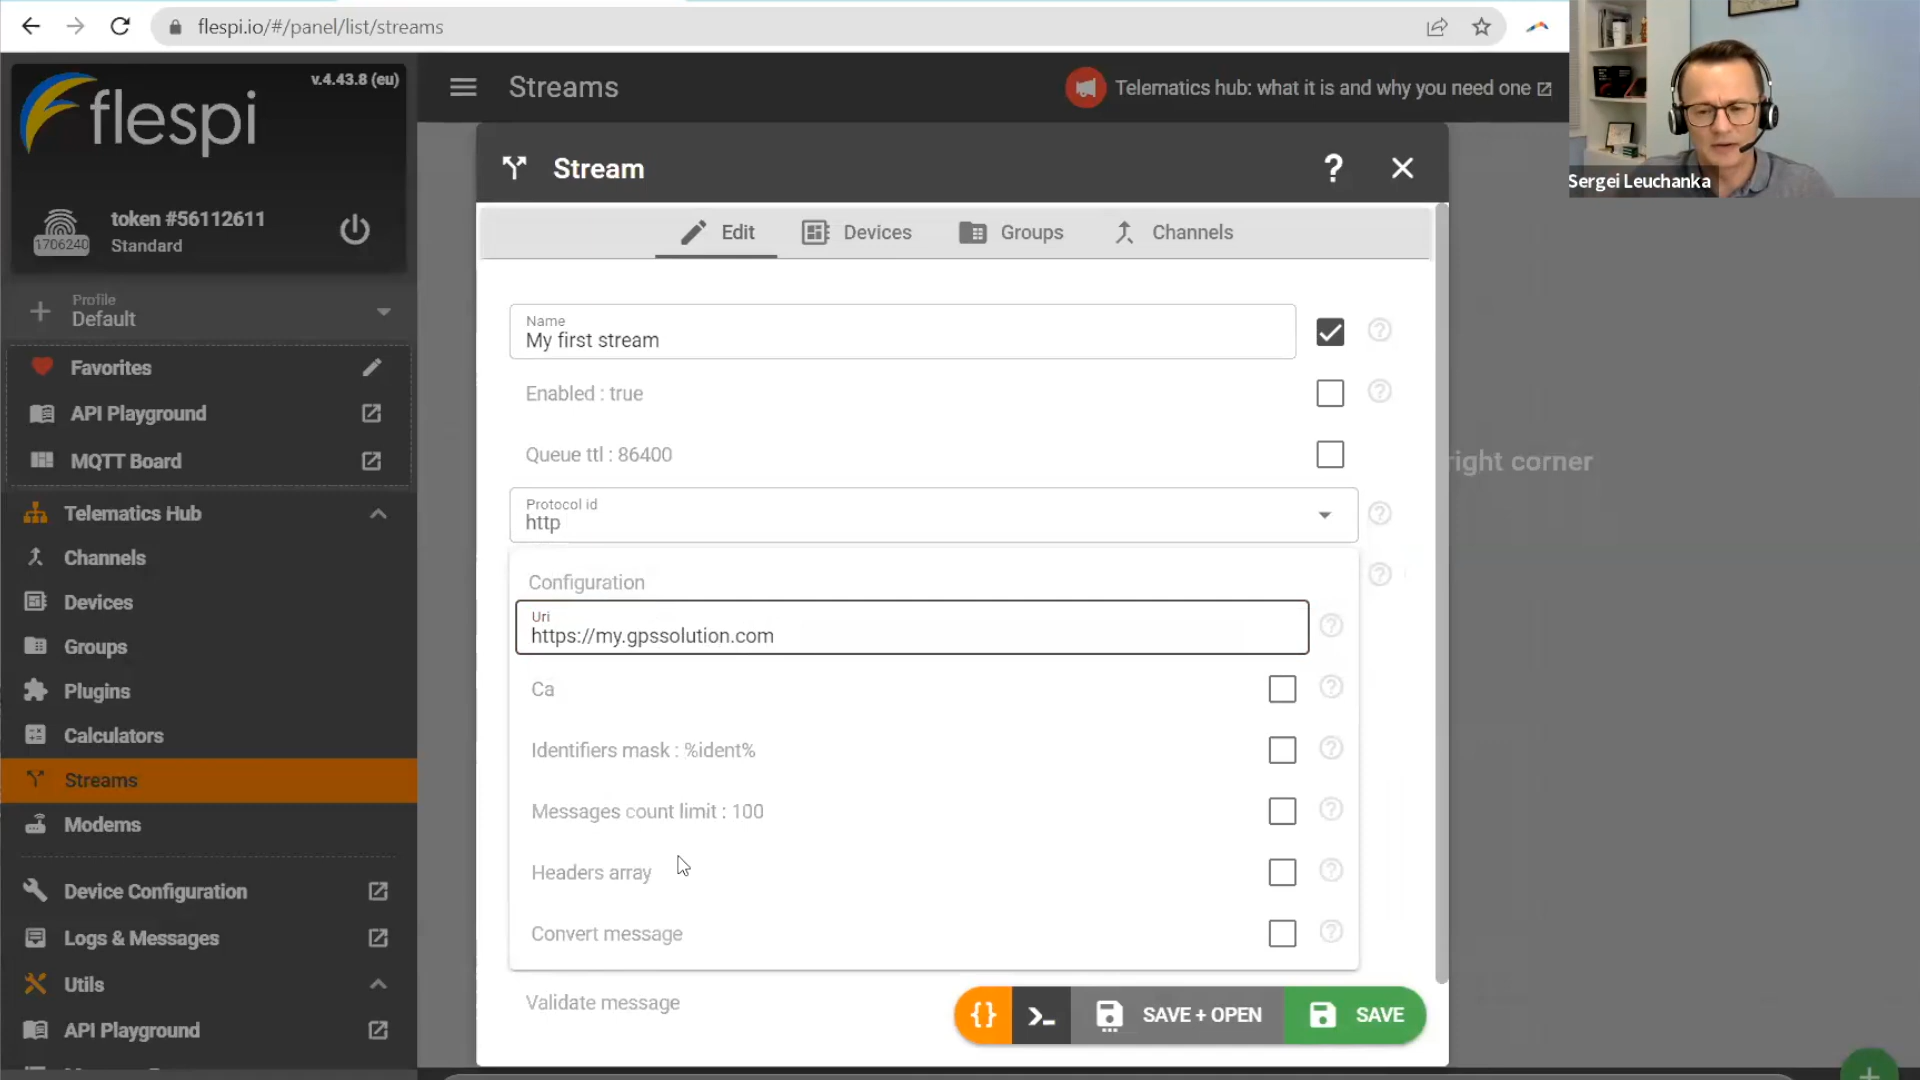 flespi.io/#/panel/list/streams
v.4.43.8 (eu)
flespi
1706240
token #56112611
Standard
Profile
Default
Favorites
API Playground
MQTT Board
Telematics Hub
Channels
Devices
Groups
Plugins
Calculators
Streams
Modems
Device Configuration
Logs & Messages
Utils
API Playground
Streams
Telematics hub: what it is and why you need one
Stream
?
Edit
Devices
Groups
Channels
Name
My first stream
Enabled : true
Queue ttl : 86400
Protocol id
http
Configuration
Uri
https://my.gpssolution.com
Ca
Identifiers mask : %ident%
Messages count limit : 100
Headers array
Convert message
Validate message
{}
>_
SAVE + OPEN
SAVE
right corner
Sergei Leuchanka